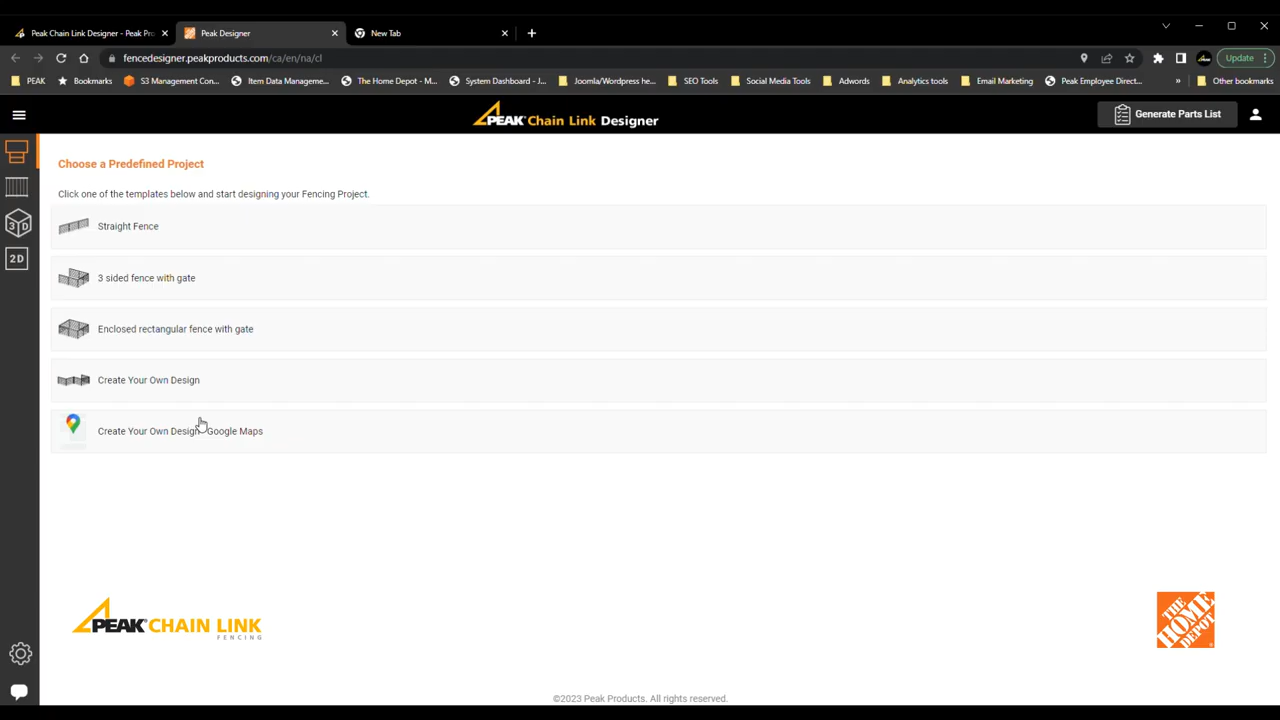 Peak Chain Link Designer - Peak Pro
Peak Designer
New Tab
fencedesigner.peakproducts.com/ca/en/na/cl
Update
PEAK
Bookmarks
S3 Management Con...
Item Data Manageme...
The Home Depot - M...
System Dashboard - J...
Joomla/Wordpress he...
SEO Tools
Social Media Tools
Adwords
Analytics tools
Email Marketing
Peak Employee Direct...
»
Other bookmarks
PEAK Chain Link Designer
Generate Parts List
Choose a Predefined Project
Click one of the templates below and start designing your Fencing Project.
Straight Fence
3 sided fence with gate
3D
2D
Enclosed rectangular fence with gate
Create Your Own Design
Create Your Own Design Google Maps
PEAK CHAIN LINK
FENCING
THE HOME DEPOT
©2023 Peak Products. All rights reserved.